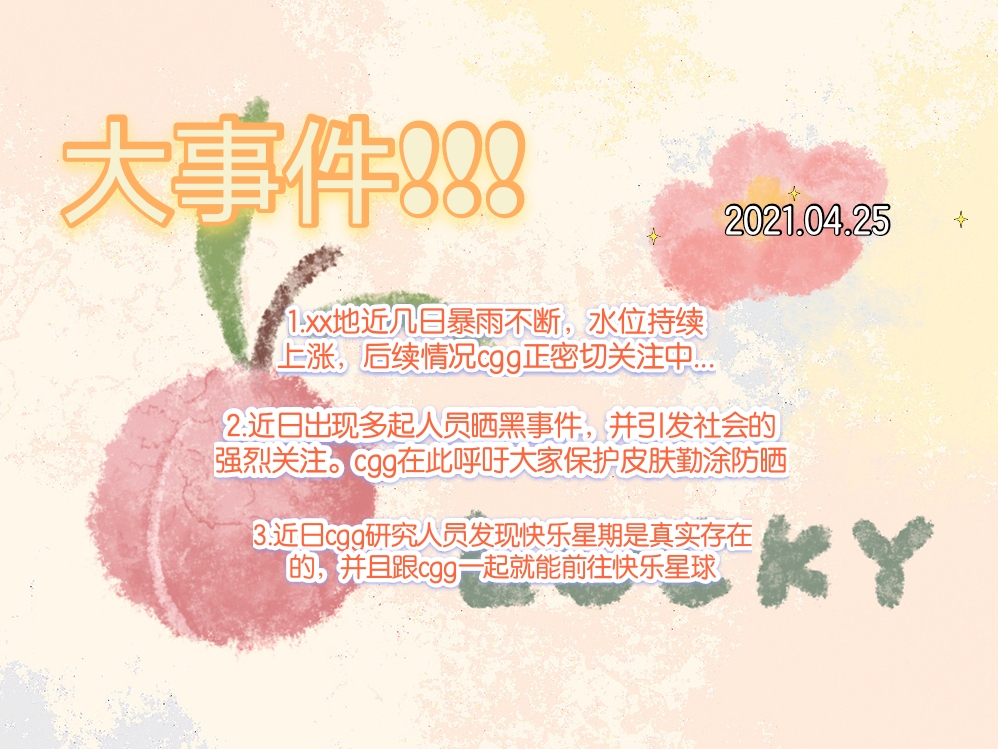 大事件!!!
2021.04.25
1.xx地近几日暴雨不断，水位持续
上涨，后续情况cgg正密切关注中...
2.近日出现多起人员晒黑事件，并引发社会的
强烈关注。cgg在此呼吁大家保护皮肤勤涂防晒
3.近日cgg研究人员发现快乐星期是真实存在
的，并且跟cgg一起就能前往快乐星球
LUCKY